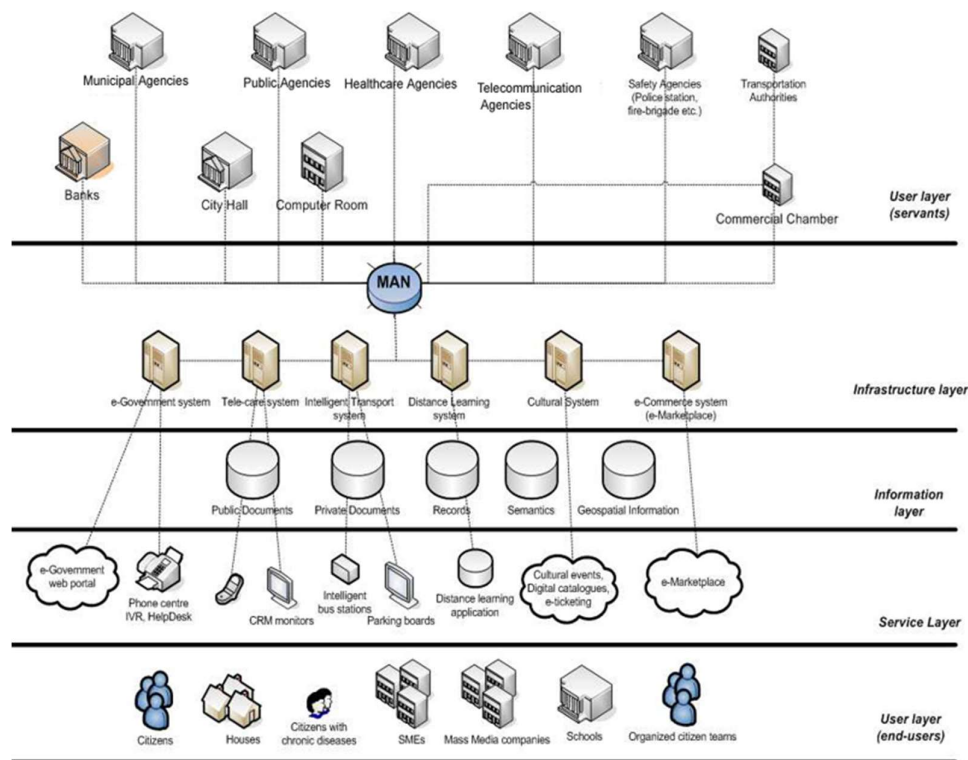 Municipal Agencies
Public Agencies
Healthcare Agencies
Telecommunication
Agencies
Safety Agencies
(Police station,
fire-brigade etc.)
Transportation
Authorities
Banks
City Hall
Computer Room
Commercial Chamber
User layer
(servants)
MAN
e-Government system
Tele-care system
Intelligent Transport
system
Distance Learning
system
Cultural System
e-Commerce system
(e-Marketplace)
Infrastructure layer
Public Documents
Private Documents
Records
Semantics
Geospatial Information
Information
layer
e-Government
web portal
Phone centre
IVR, HelpDesk
CRM monitors
Intelligent
bus stations
Parking boards
Distance learning
application
Cultural events,
Digital catalogues,
e-ticketing
e-Marketplace
Service Layer
Citizens
Houses
Citizens with
chronic diseases
SMEs
Mass Media companies
Schools
Organized citizen teams
User layer
(end-users)